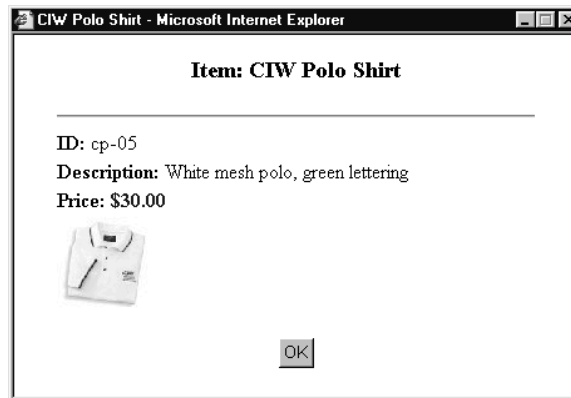 CIW Polo Shirt - Microsoft Internet Explorer
Item: CIW Polo Shirt
ID: cp-05
Description: White mesh polo, green lettering
Price: $30.00
OK